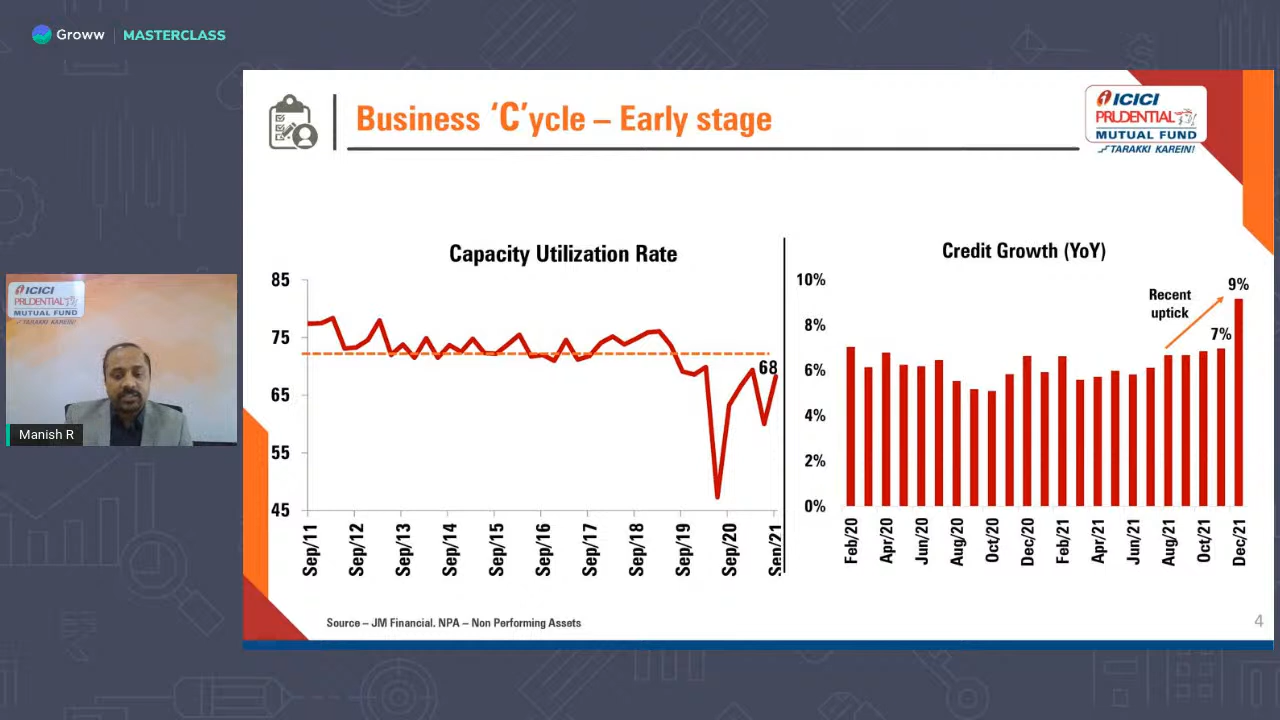 Groww
MASTERCLASS
Business ‘C’ycle – Early stage
ICICI
PRUDENTIAL
MUTUAL FUND
TARAKKI KAREIN!
ICICI
PRUDENTIAL
MUTUAL FUND
TARAKKI KAREIN!
Manish R
Capacity Utilization Rate
85
75
65
55
45
68
Sep/11
Sep/12
Sep/13
Sep/14
Sep/15
Sep/16
Sep/17
Sep/18
Sep/19
Sep/20
Sep/21
Credit Growth (YoY)
10%
8%
6%
4%
2%
0%
Recent
uptick
9%
7%
Feb/20
Apr/20
Jun/20
Aug/20
Oct/20
Dec/20
Feb/21
Apr/21
Jun/21
Aug/21
Oct/21
Dec/21
Source – JM Financial. NPA – Non Performing Assets
4